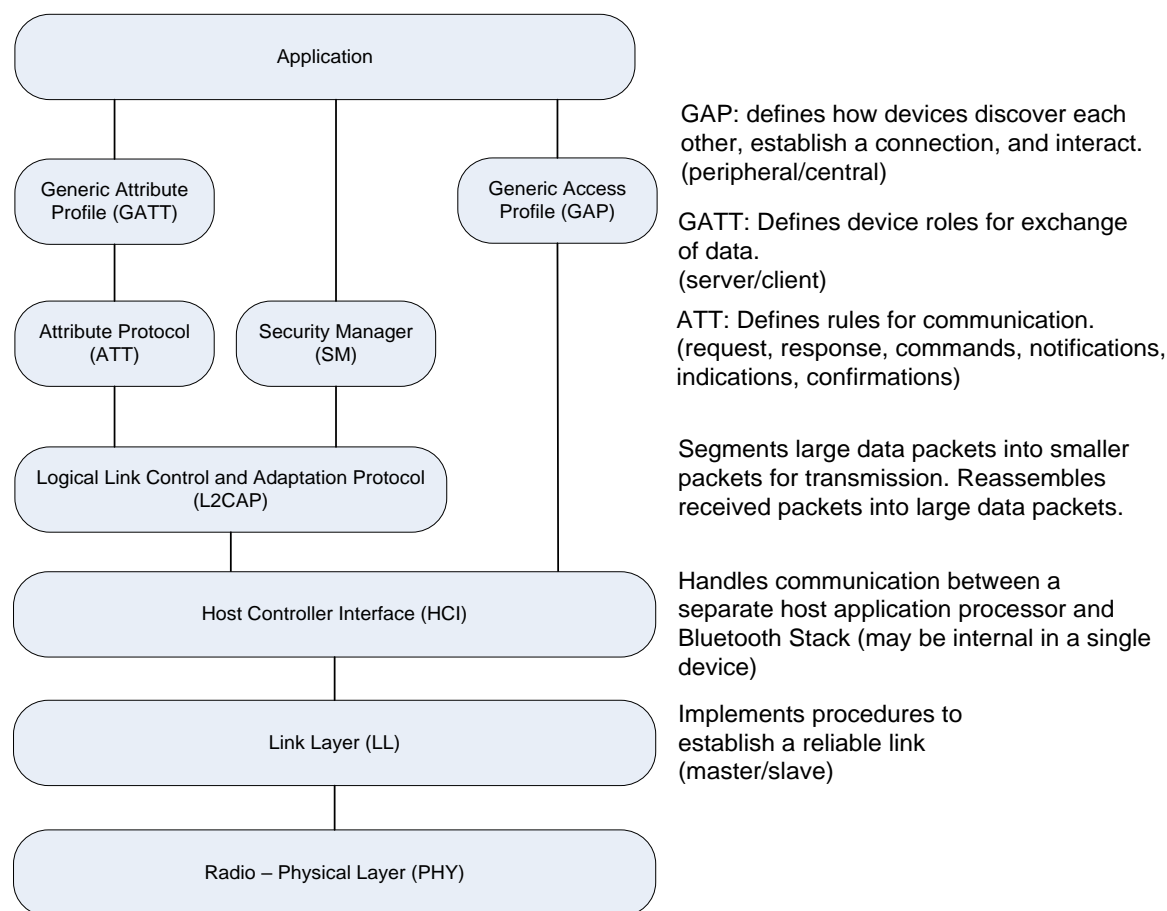 Application
GAP: defines how devices discover each
other, establish a connection, and interact.
(peripheral/central)
Generic Attribute
Profile (GATT)
Generic Access
Profile (GAP)
GATT: Defines device roles for exchange
of data.
(server/client)
Attribute Protocol
(ATT)
Security Manager
(SM)
ATT: Defines rules for communication.
(request, response, commands, notifications,
indications, confirmations)
Logical Link Control and Adaptation Protocol
(L2CAP)
Segments large data packets into smaller
packets for transmission. Reassembles
received packets into large data packets.
Host Controller Interface (HCI)
Handles communication between a
separate host application processor and
Bluetooth Stack (may be internal in a single
device)
Link Layer (LL)
Implements procedures to
establish a reliable link
(master/slave)
Radio – Physical Layer (PHY)